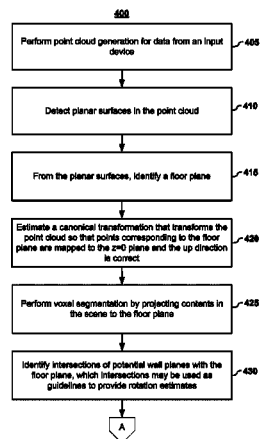 400
Perform point cloud generation for data from an input
device
405
Detect planar surfaces in the point cloud
410
From the planar surfaces, identify a floor plane
415
Estimate a canonical transformation that transforms the
point cloud so that points corresponding to the floor
plane are mapped to the z=0 plane and the up direction
is correct
420
Perform voxel segmentation by projecting contents in
the scene to the floor plane
425
Identify intersections of potential wall planes with the
floor plane, which intersections may be used as
guidelines to provide rotation estimates
430
A